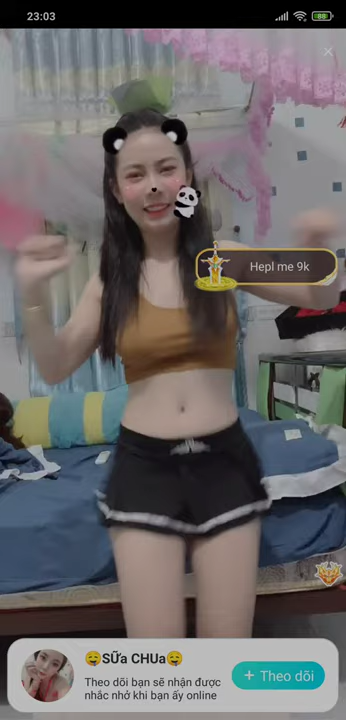 23:03
88
Hepl me 9k
🤤SỮa CHUa🤤
Theo dõi bạn sẽ nhận được
nhắc nhở khi bạn ấy online
+ Theo dõi